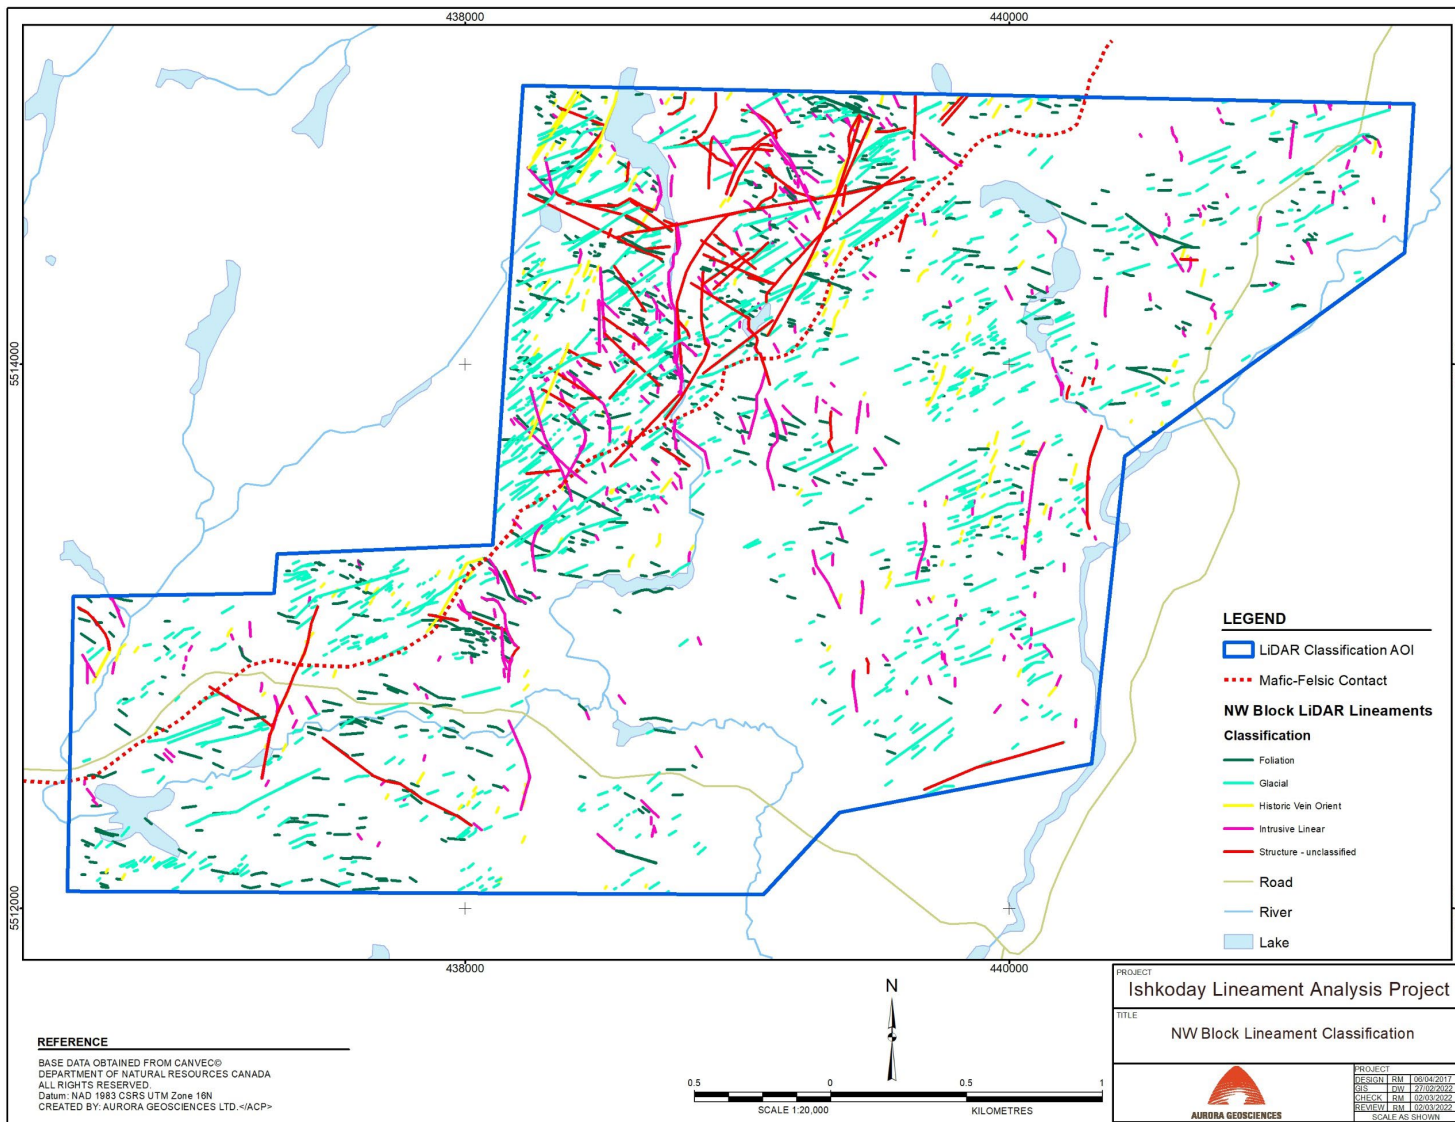 438000
440000
5514000
5512000
LEGEND
LiDAR Classification AOI
Mafic-Felsic Contact
NW Block LiDAR Lineaments
Classification
Foliation
Glacial
Historic Vein Orient
Intrusive Linear
Structure - unclassified
Road
River
Lake
438000
440000
REFERENCE
BASE DATA OBTAINED FROM CANVEC©
DEPARTMENT OF NATURAL RESOURCES CANADA
ALL RIGHTS RESERVED.
Datum: NAD 1983 CSRS UTM Zone 16N
CREATED BY: AURORA GEOSCIENCES LTD.</ACP>
N
0.5 0 0.5 1
SCALE 1:20,000 KILOMETRES
PROJECT
Ishkoday Lineament Analysis Project
TITLE
NW Block Lineament Classification
AURORA GEOSCIENCES
PROJECT
DESIGN RM 06/04/2017
GIS DW 27/02/2022
CHECK RM 02/03/2022
REVIEW RM 02/03/2022
SCALE AS SHOWN